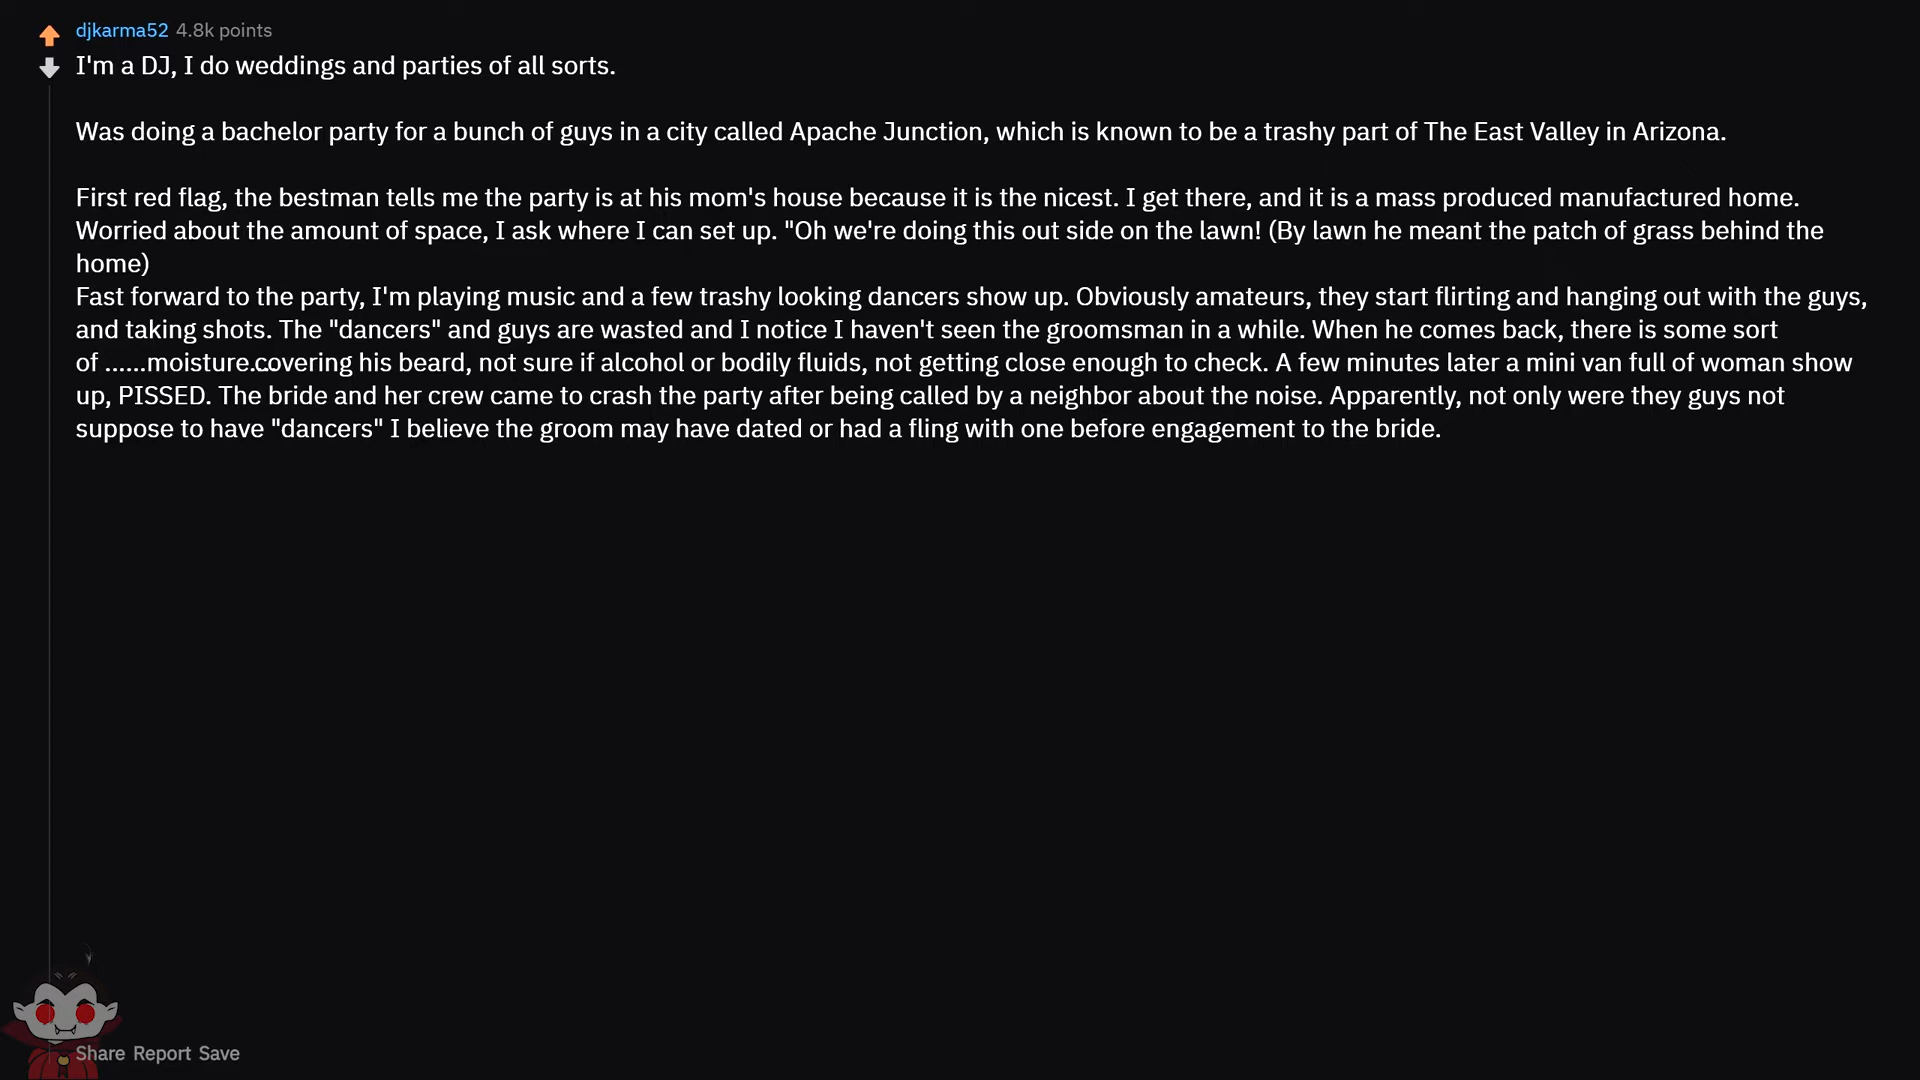 djkarma52 4.8k points
I'm a DJ, I do weddings and parties of all sorts.
Was doing a bachelor party for a bunch of guys in a city called Apache Junction, which is known to be a trashy part of The East Valley in Arizona.
First red flag, the bestman tells me the party is at his mom's house because it is the nicest. I get there, and it is a mass produced manufactured home.
Worried about the amount of space, I ask where I can set up. "Oh we're doing this out side on the lawn! (By lawn he meant the patch of grass behind the
home)
Fast forward to the party, I'm playing music and a few trashy looking dancers show up. Obviously amateurs, they start flirting and hanging out with the guys,
and taking shots. The "dancers" and guys are wasted and I notice I haven't seen the groomsman in a while. When he comes back, there is some sort
of ......moisture.covering his beard, not sure if alcohol or bodily fluids, not getting close enough to check. A few minutes later a mini van full of woman show
up, PISSED. The bride and her crew came to crash the party after being called by a neighbor about the noise. Apparently, not only were they guys not
suppose to have "dancers" I believe the groom may have dated or had a fling with one before engagement to the bride.
Share Report Save